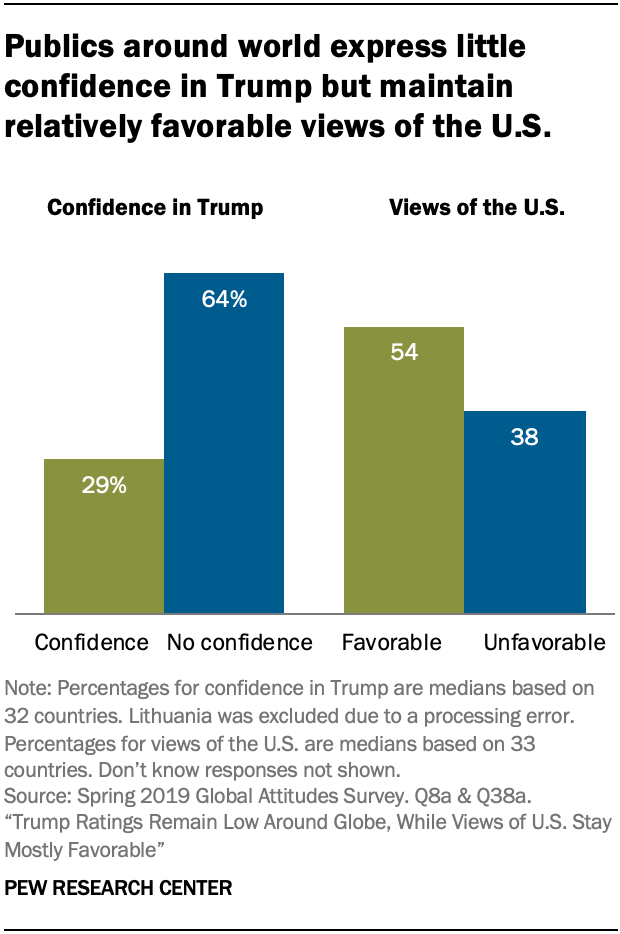 Publics around world express little
confidence in Trump but maintain
relatively favorable views of the U.S.
Confidence in Trump
Views of the U.S.
64%
29%
54
38
Confidence
No confidence
Favorable
Unfavorable
Note: Percentages for confidence in Trump are medians based on
32 countries. Lithuania was excluded due to a processing error.
Percentages for views of the U.S. are medians based on 33
countries. Don’t know responses not shown.
Source: Spring 2019 Global Attitudes Survey. Q8a & Q38a.
“Trump Ratings Remain Low Around Globe, While Views of U.S. Stay
Mostly Favorable”
PEW RESEARCH CENTER